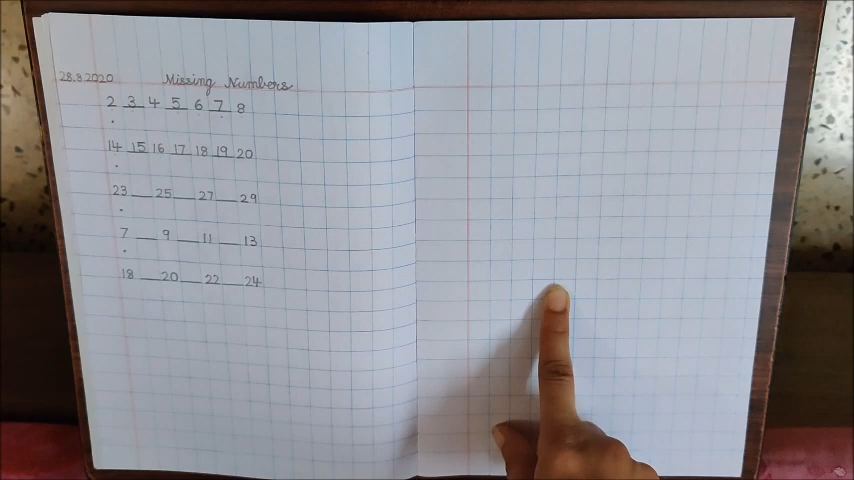 28.8.2020 Missing Numbers
2 3 4 5 6 7 8
14 15 16 17 18 19 20
23 __ 25 __ 27 __ 29
7 __ 9 __ 11 __ 13
18 __ 20 __ 22 __ 24